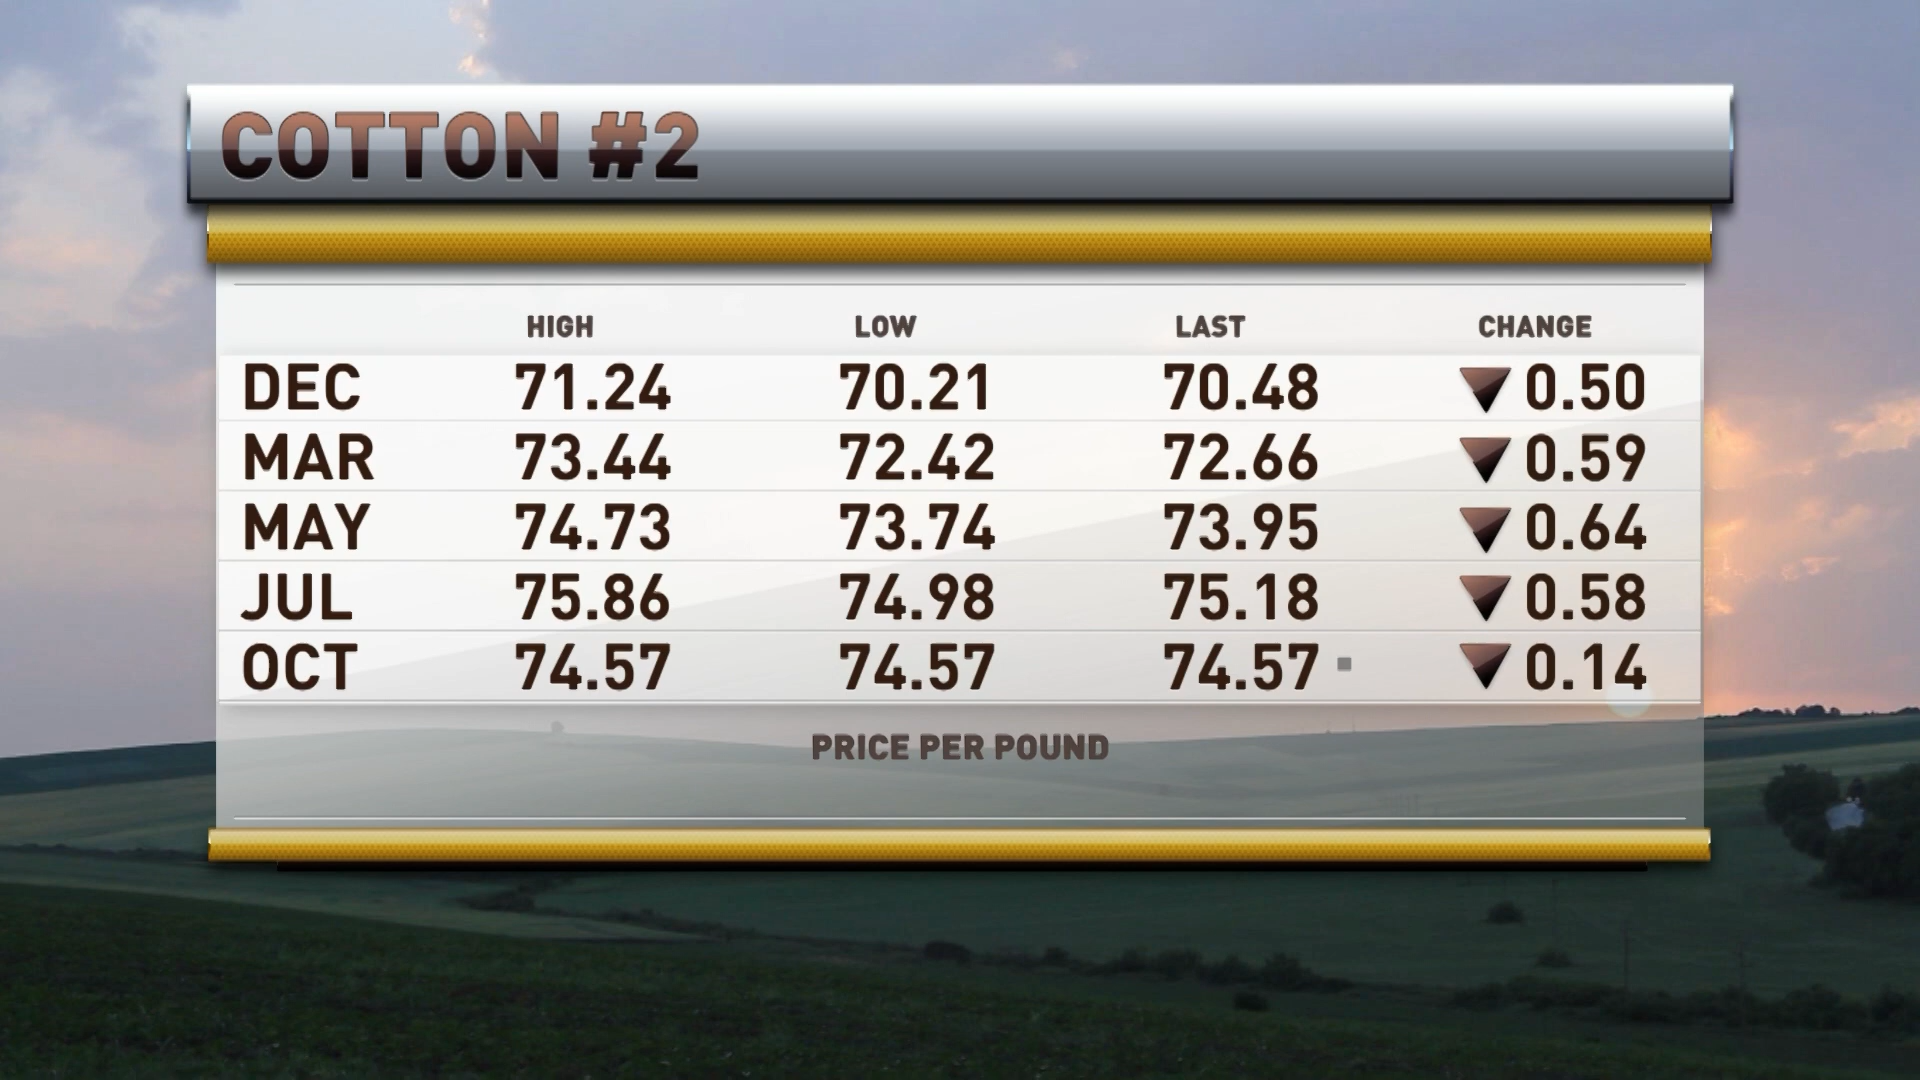 COTTON #2
HIGH LOW LAST CHANGE
DEC 71.24 70.21 70.48 ▼ 0.50
MAR 73.44 72.42 72.66 ▼ 0.59
MAY 74.73 73.74 73.95 ▼ 0.64
JUL 75.86 74.98 75.18 ▼ 0.58
OCT 74.57 74.57 74.57 ▪ ▼ 0.14
PRICE PER POUND